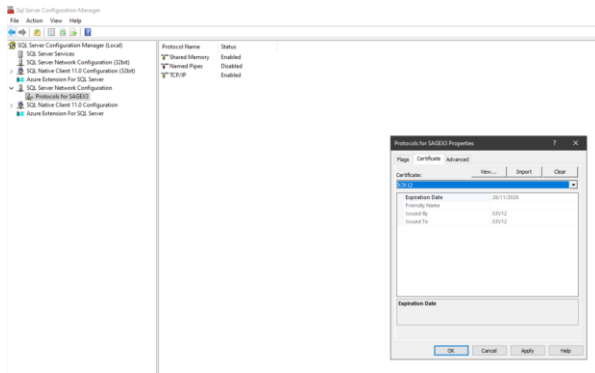 Sql Server Configuration Manager
File Action View Help
SQL Server Configuration Manager (Local)
SQL Server Services
SQL Server Network Configuration (32bit)
SQL Native Client 11.0 Configuration (32bit)
Azure Extension For SQL Server
SQL Server Network Configuration
Protocols for SAGEX3
SQL Native Client 11.0 Configuration
Azure Extension For SQL Server
Protocol Name Status
Shared Memory Enabled
Named Pipes Disabled
TCP/IP Enabled
Protocols for SAGEX3 Properties ? X
Flags Certificate Advanced
Certificate: View... Import Clear
X3V12
Expiration Date 28/11/2026
Friendly Name
Issued By X3V12
Issued To X3V12
Expiration Date
OK Cancel Apply Help